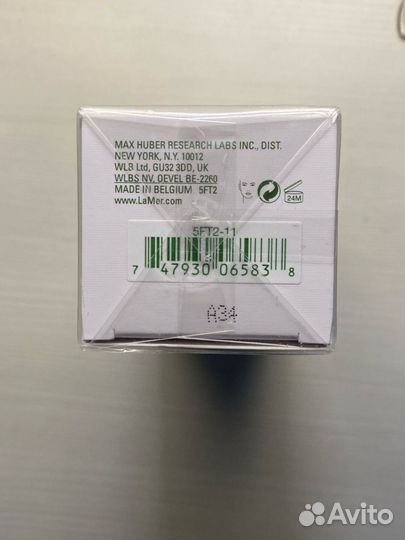 MAX HUBER RESEARCH LABS INC., DIST.
NEW YORK, N.Y. 10012
WLB Ltd, GU32 3DD, UK
WLBS NV, OEVEL BE-2260
MADE IN BELGIUM 5FT2
www.LaMer.com
24M
5FT2-11
7 47930 06583 8
A34
Avito